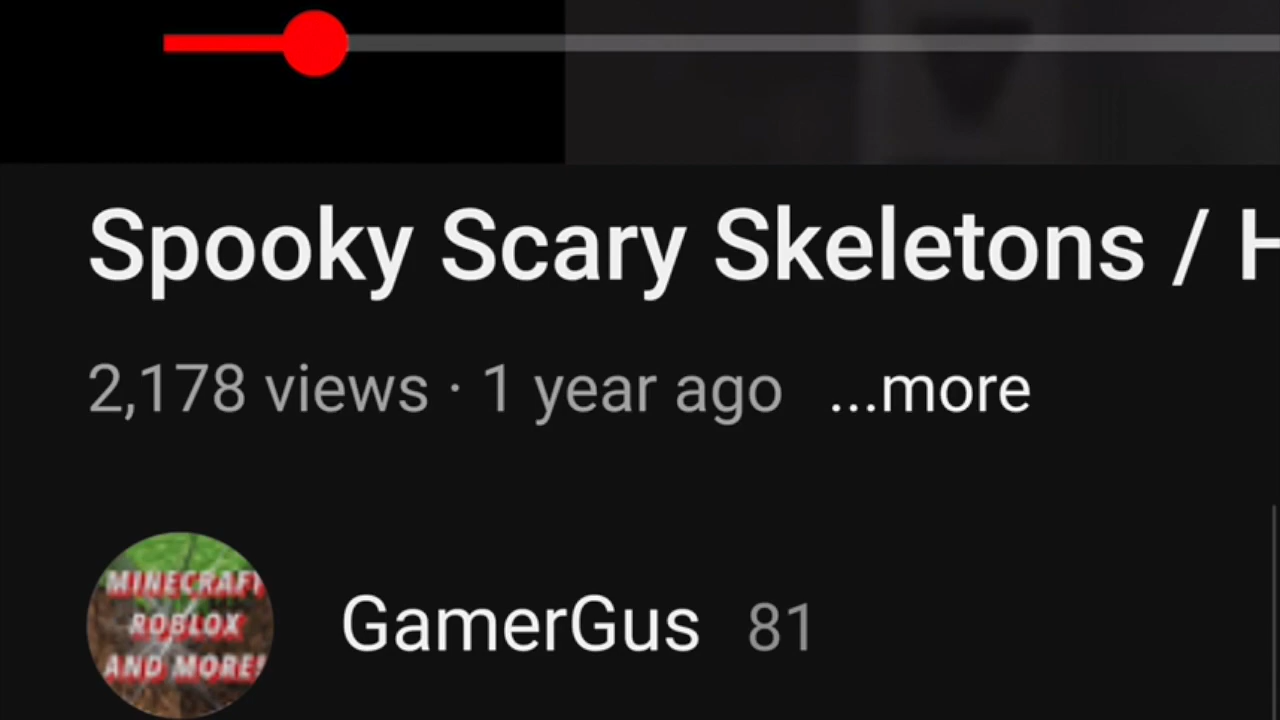 Spooky Scary Skeletons / H
2,178 views · 1 year ago ...more
MINECRAFT
ROBLOX
AND MORE!
GamerGus 81